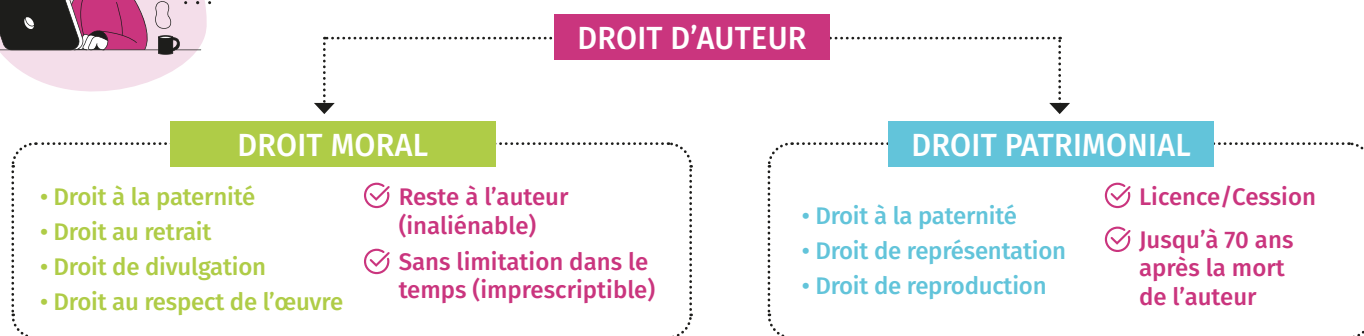 DROIT D’AUTEUR
DROIT MORAL
• Droit à la paternité
• Droit au retrait
• Droit de divulgation
• Droit au respect de l’œuvre
Reste à l’auteur
(inaliénable)
Sans limitation dans le
temps (imprescriptible)
DROIT PATRIMONIAL
• Droit à la paternité
• Droit de représentation
• Droit de reproduction
Licence/Cession
Jusqu’à 70 ans
après la mort
de l’auteur